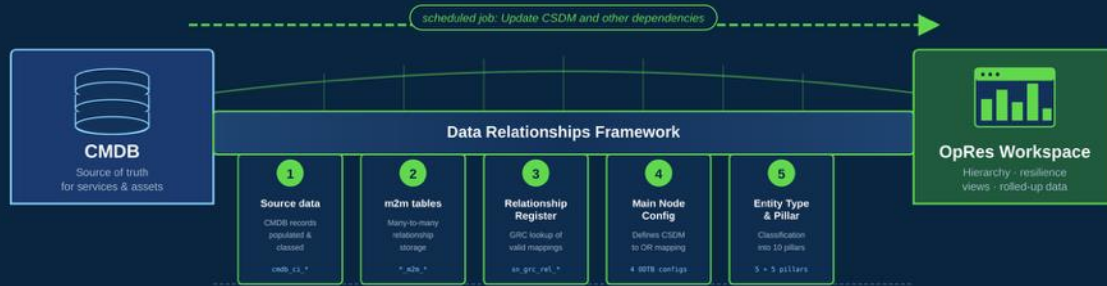 scheduled job: Update CSDM and other dependencies
CMDB
Source of truth
for services & assets
Data Relationships Framework
OpRes Workspace
Hierarchy · resilience
views · rolled-up data
1
Source data
CMDB records
populated &
classed
cmdb_ci_*
2
m2m tables
Many-to-many
relationship
storage
*_m2m_*
3
Relationship
Register
GRC lookup of
valid mappings
sn_grc_rel_*
4
Main Node
Config
Defines CSDM
to OR mapping
4 OOTB configs
5
Entity Type
& Pillar
Classification
into 10 pillars
5 + 5 pillars